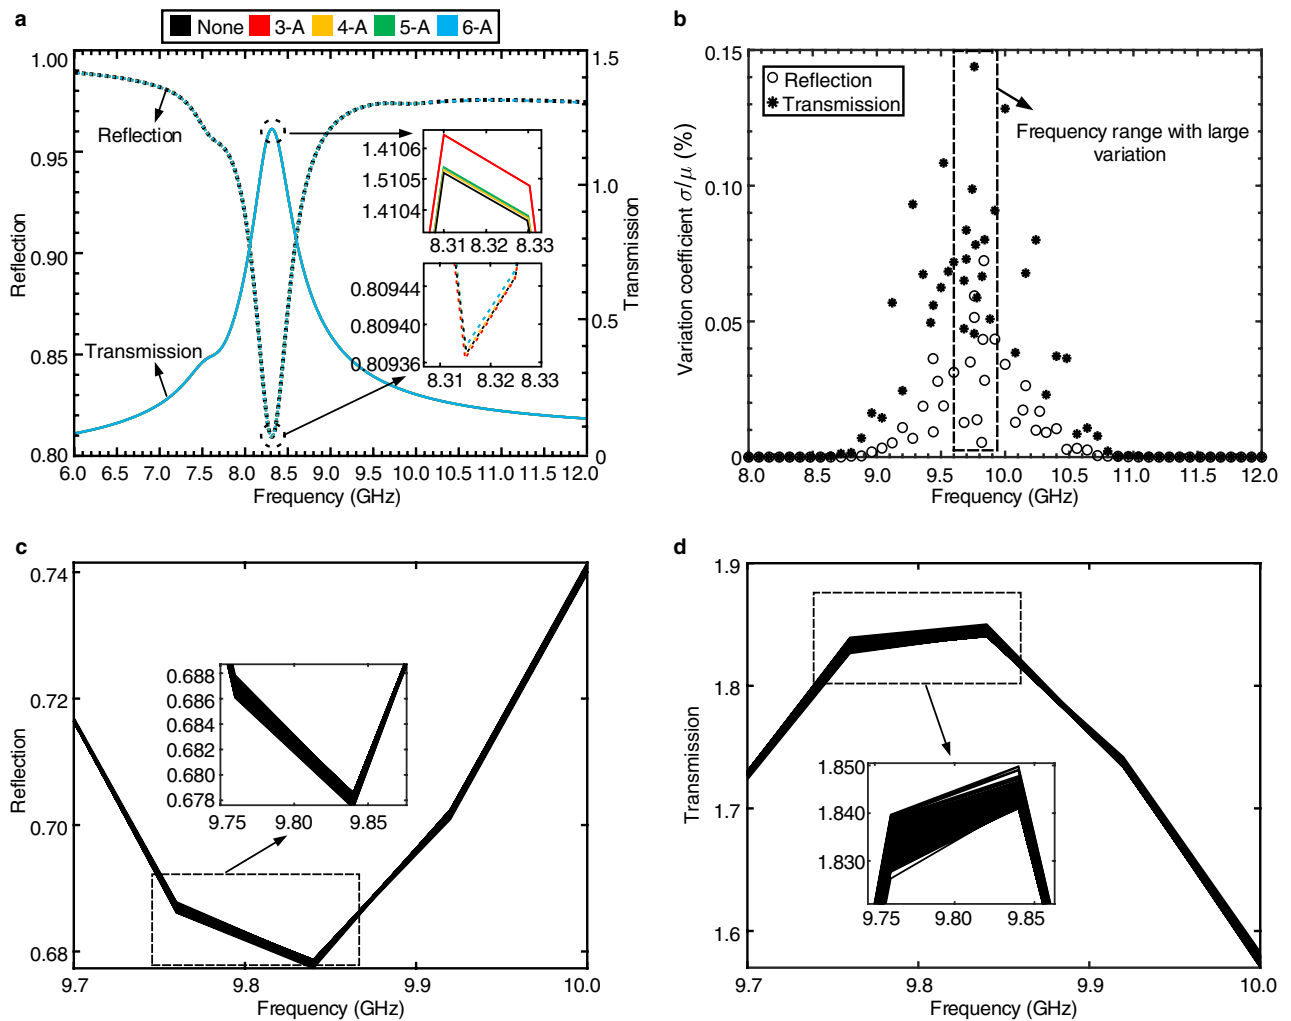 a
None 3-A 4-A 5-A 6-A
1.00
0.95
0.90
0.85
0.80
Reflection
1.5
1.0
0.5
0
Transmission
Reflection
Transmission
1.4106
1.5105
1.4104
8.31 8.32 8.33
0.80944
0.80940
0.80936
8.31 8.32 8.33
6.0 6.5 7.0 7.5 8.0 8.5 9.0 9.5 10.0 11.0 12.0
Frequency (GHz)
b
0.15
0.10
0.05
0
Variation coefficient σ/μ (%)
Reflection
Transmission
Frequency range with large
variation
8.0 8.5 9.0 9.5 10.0 10.5 11.0 11.5 12.0
Frequency (GHz)
c
0.74
0.72
0.70
0.68
Reflection
0.688
0.686
0.684
0.682
0.680
0.678
9.75 9.80 9.85
9.7 9.8 9.9 10.0
Frequency (GHz)
d
1.9
1.8
1.7
1.6
Transmission
1.850
1.840
1.830
9.75 9.80 9.85
9.7 9.8 9.9 10.0
Frequency (GHz)